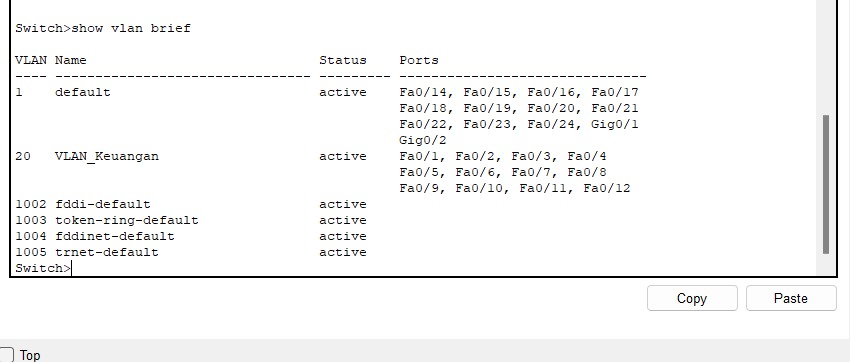 Switch>show vlan brief
VLAN Name                             Status    Ports
---- -------------------------------- --------- -------------------------------
1    default                          active    Fa0/14, Fa0/15, Fa0/16, Fa0/17
                                                Fa0/18, Fa0/19, Fa0/20, Fa0/21
                                                Fa0/22, Fa0/23, Fa0/24, Gig0/1
                                                Gig0/2
20   VLAN_Keuangan                    active    Fa0/1, Fa0/2, Fa0/3, Fa0/4
                                                Fa0/5, Fa0/6, Fa0/7, Fa0/8
                                                Fa0/9, Fa0/10, Fa0/11, Fa0/12
1002 fddi-default                     active
1003 token-ring-default               active
1004 fddinet-default                  active
1005 trnet-default                    active
Switch>
Copy Paste
Top